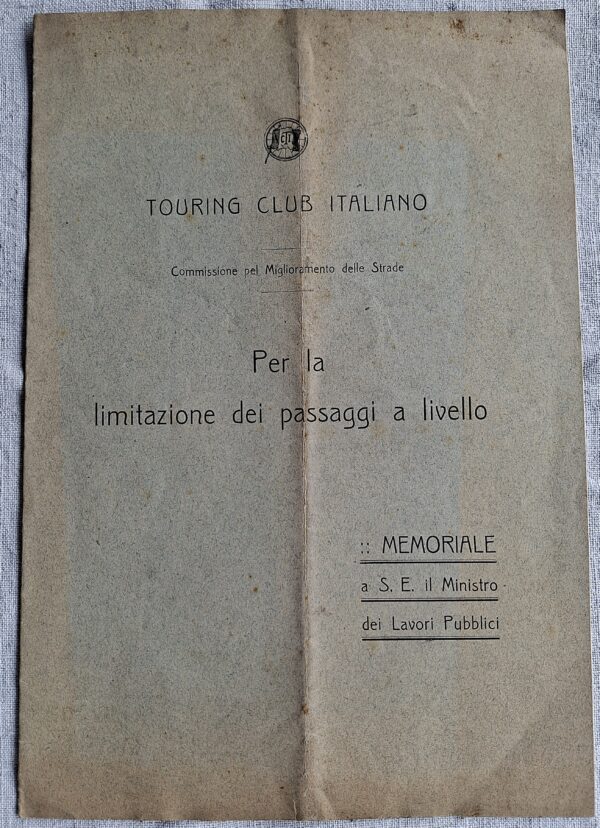 TCI
TOURING CLUB ITALIANO
Commissione pel Miglioramento delle Strade
Per la
limitazione dei passaggi a livello
:: MEMORIALE
a S. E. il Ministro
dei Lavori Pubblici